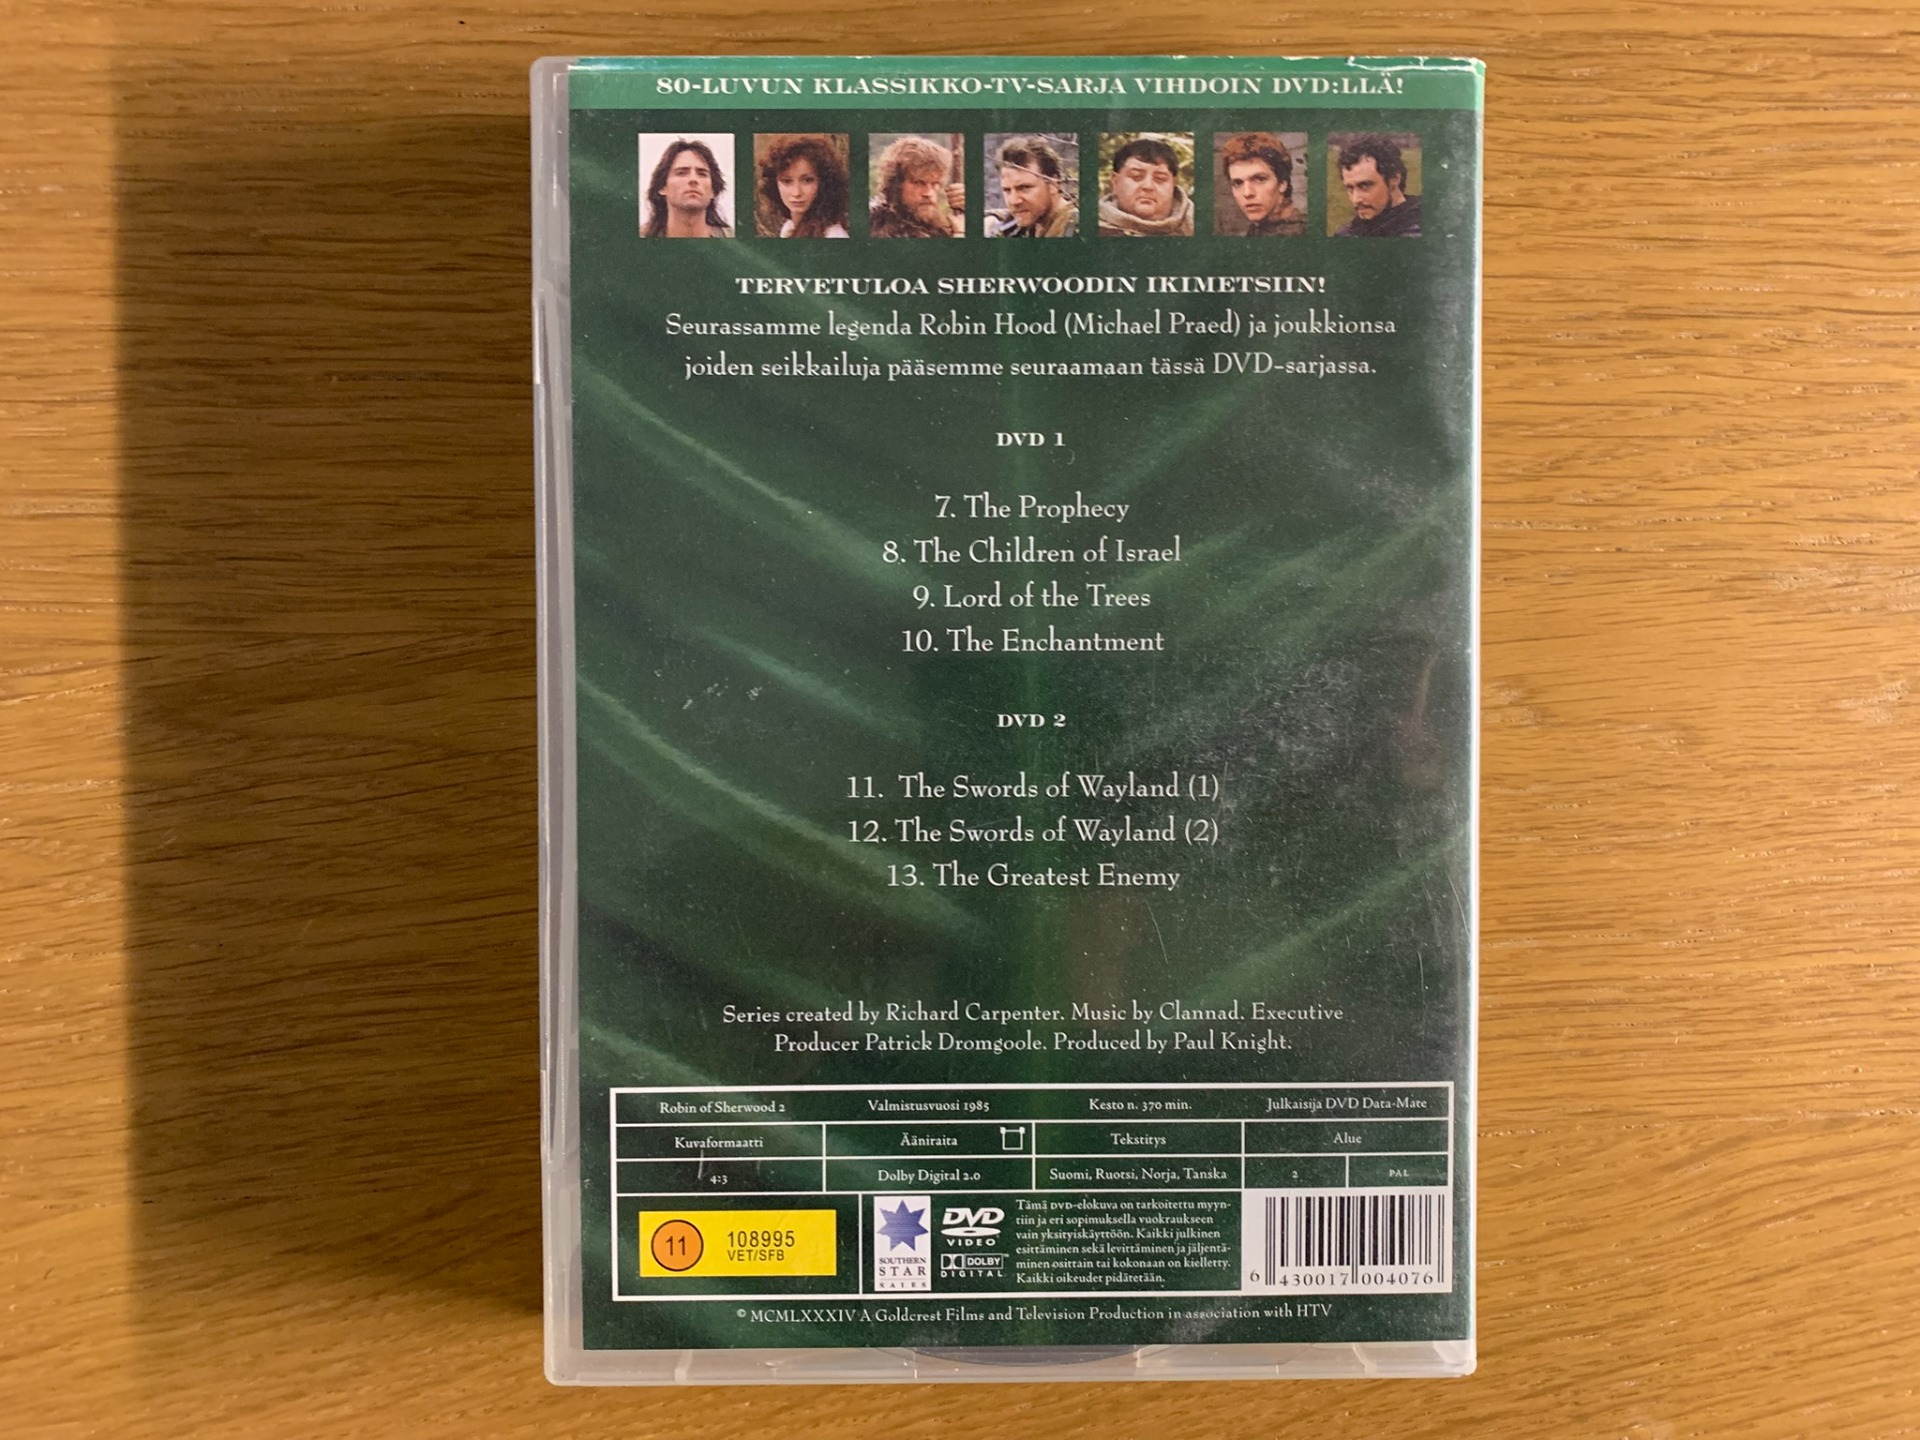 80-LUVUN KLASSIKKO-TV-SARJA VIHDOIN DVD:LLÄ!
TERVETULOA SHERWOODIN IKIMETSIIN!
Seurassamme legenda Robin Hood (Michael Praed) ja joukkionsa
joiden seikkailuja pääsemme seuraamaan tässä DVD-sarjassa.
DVD 1
7. The Prophecy
8. The Children of Israel
9. Lord of the Trees
10. The Enchantment
DVD 2
11. The Swords of Wayland (1)
12. The Swords of Wayland (2)
13. The Greatest Enemy
Series created by Richard Carpenter. Music by Clannad. Executive
Producer Patrick Dromgoole. Produced by Paul Knight.
Robin of Sherwood 2 Valmistusvuosi 1985 Kesto n. 370 min. Julkaisija DVD Data-Mate
Kuvaformaatti Ääniraita Tekstitys Alue
4:3 Dolby Digital 2.0 Suomi, Ruotsi, Norja, Tanska 2 PAL
11 108995
VET/SFB
SOUTHERN
STAR
SALES
DVD
VIDEO
DOLBY
DIGITAL
Tämä DVD-elokuva on tarkoitettu myyn-
tiin ja eri sopimuksella vuokraukseen
vain yksityiskäyttöön. Kaikki julkinen
esittäminen sekä levittäminen ja jäljentä-
minen osittain tai kokonaan on kielletty.
Kaikki oikeudet pidätetään.
6 430017 004076
© MCMLXXXIV A Goldcrest Films and Television Production in association with HTV